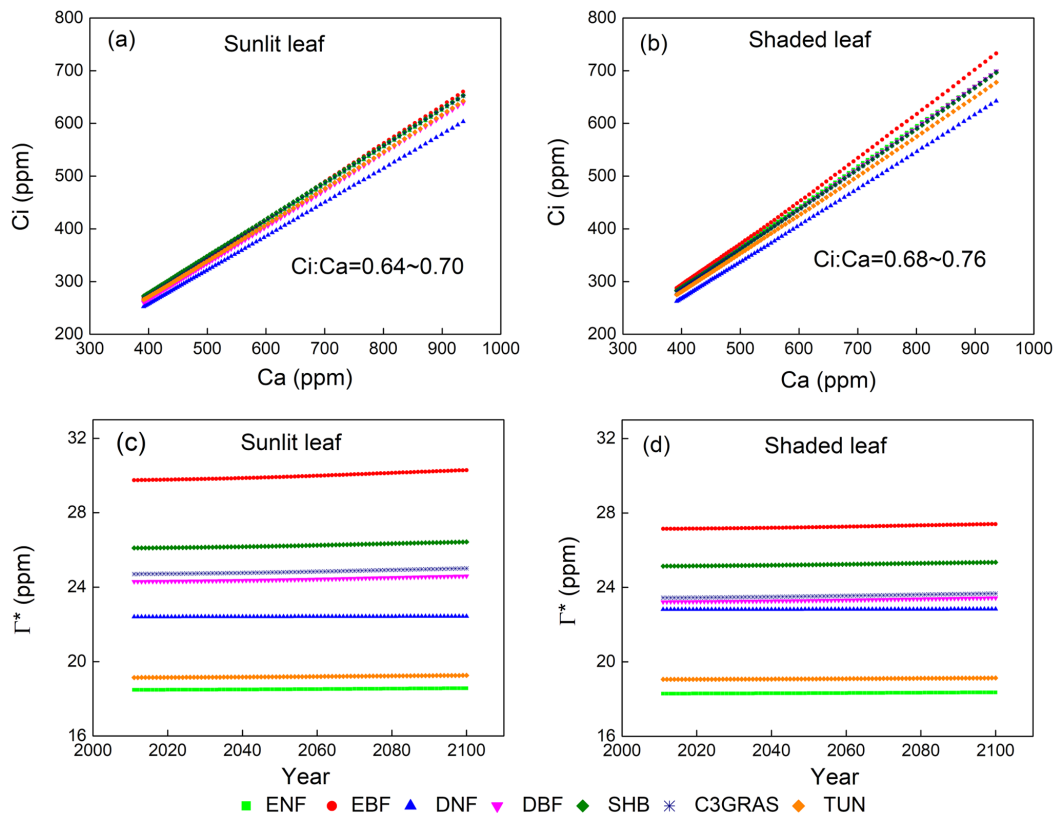 (a) Sunlit leaf
800
700
600
500
400
300
200
Ci (ppm)
Ci:Ca=0.64~0.70
300 400 500 600 700 800 900 1000
Ca (ppm)
(b) Shaded leaf
800
700
600
500
400
300
200
Ci (ppm)
Ci:Ca=0.68~0.76
300 400 500 600 700 800 900 1000
Ca (ppm)
(c) Sunlit leaf
32
28
24
20
16
Γ* (ppm)
2000 2020 2040 2060 2080 2100
Year
(d) Shaded leaf
32
28
24
20
16
Γ* (ppm)
2000 2020 2040 2060 2080 2100
Year
ENF EBF DNF DBF SHB C3GRAS TUN